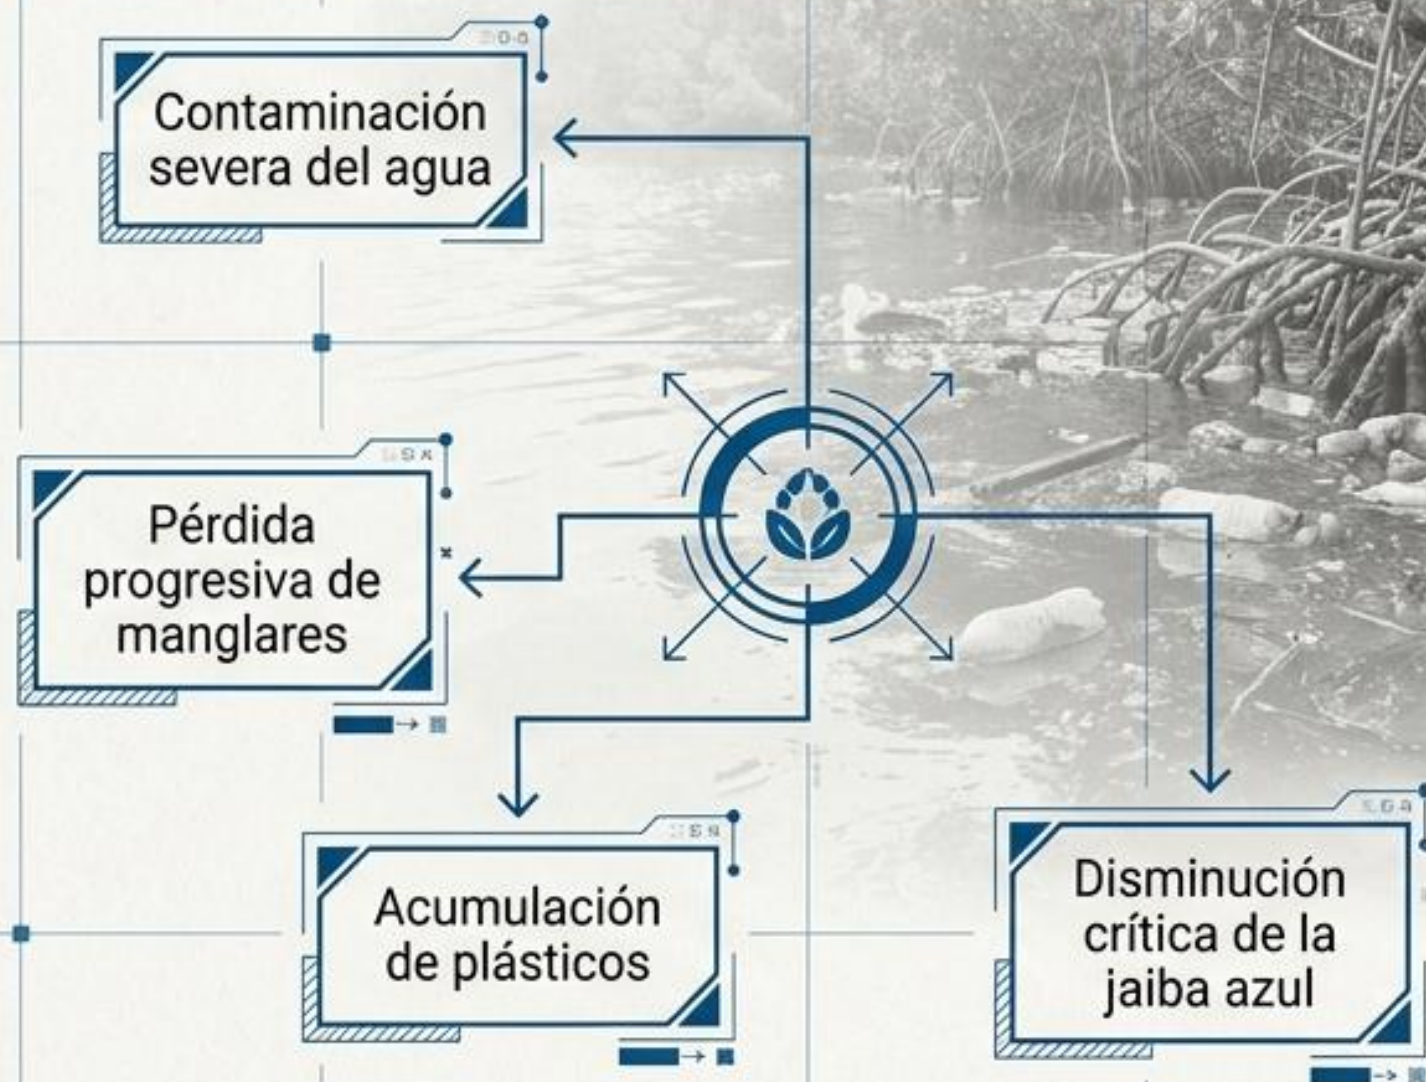 Contaminación
severa del agua
Pérdida
progresiva de
manglares
Acumulación
de plásticos
Disminución
crítica de la
jaiba azul